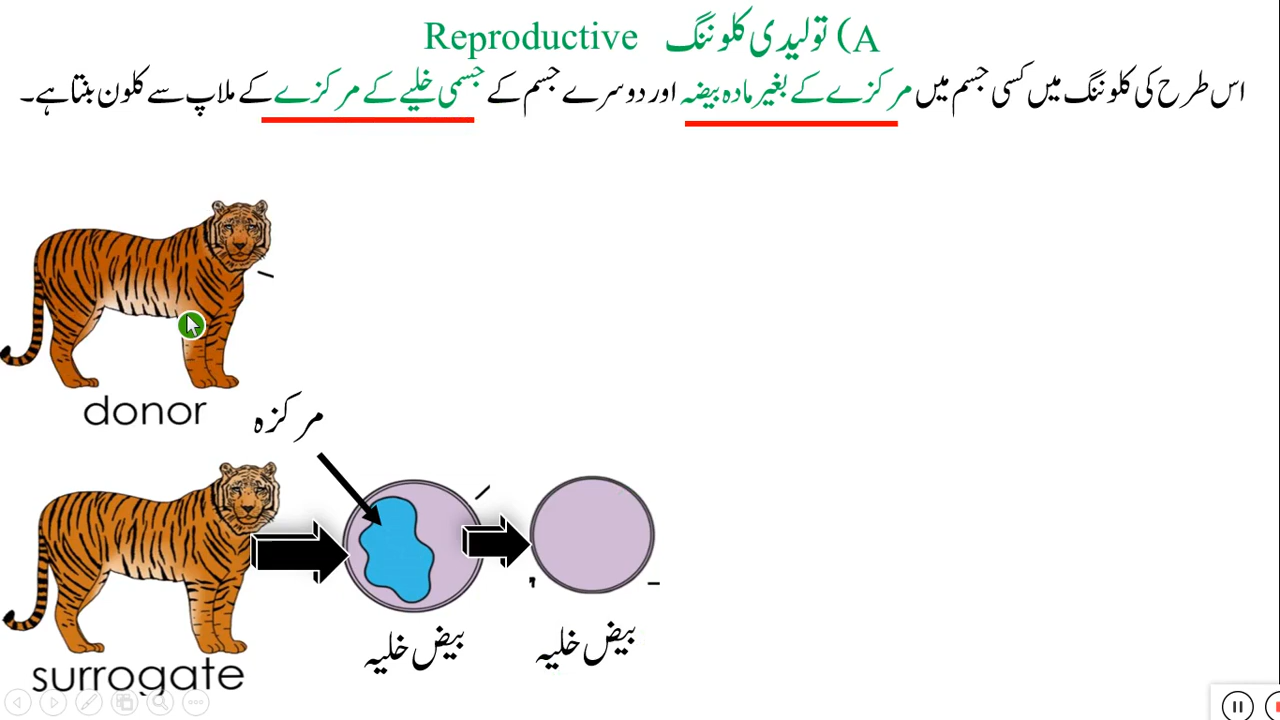 A) تولیدی کلوننگ Reproductive
اس طرح کی کلوننگ میں کسی جسم میں مرکزے کے بغیر مادہ بیضہ اور دوسرے جسم کے جسمی خلیے کے مرکزے کے ملاپ سے کلون بنتا ہے۔
donor
مرکزہ
surrogate
بیض خلیہ
بیض خلیہ